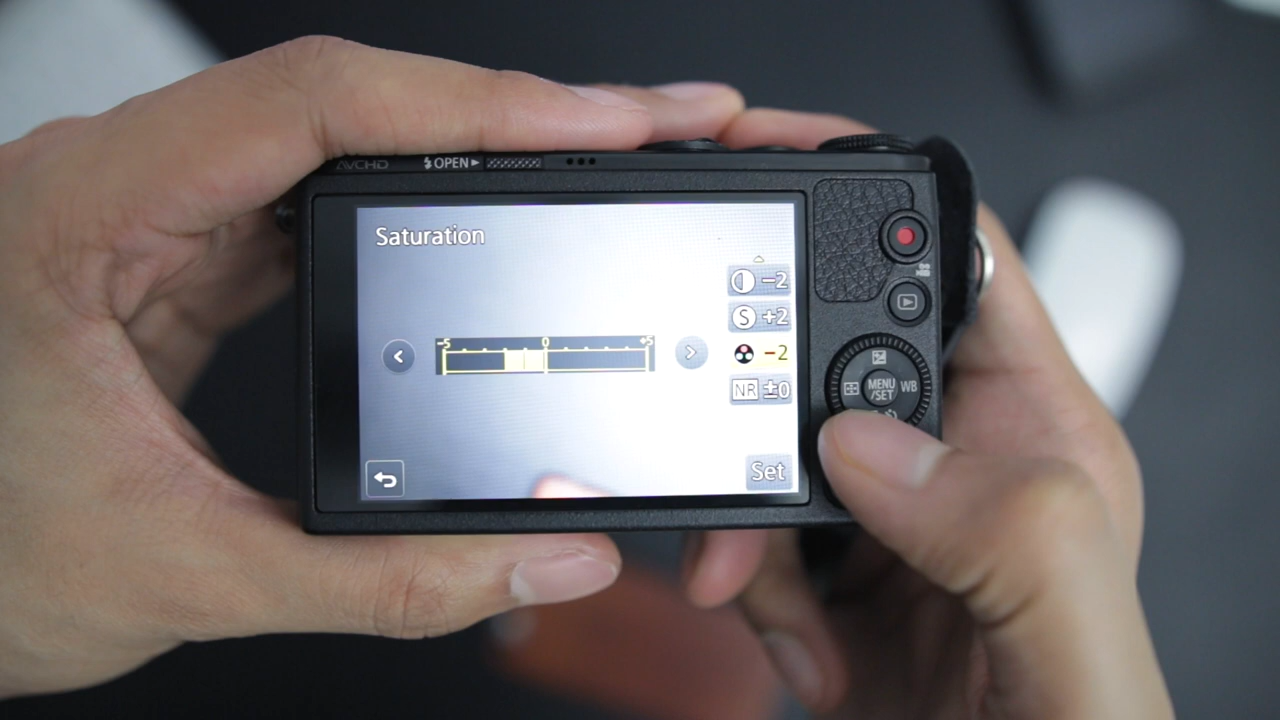 AVCHD
OPEN
Saturation
−2
S +2
−5 0 +5
−2
NR ±0
MENU
/SET
WB
Set